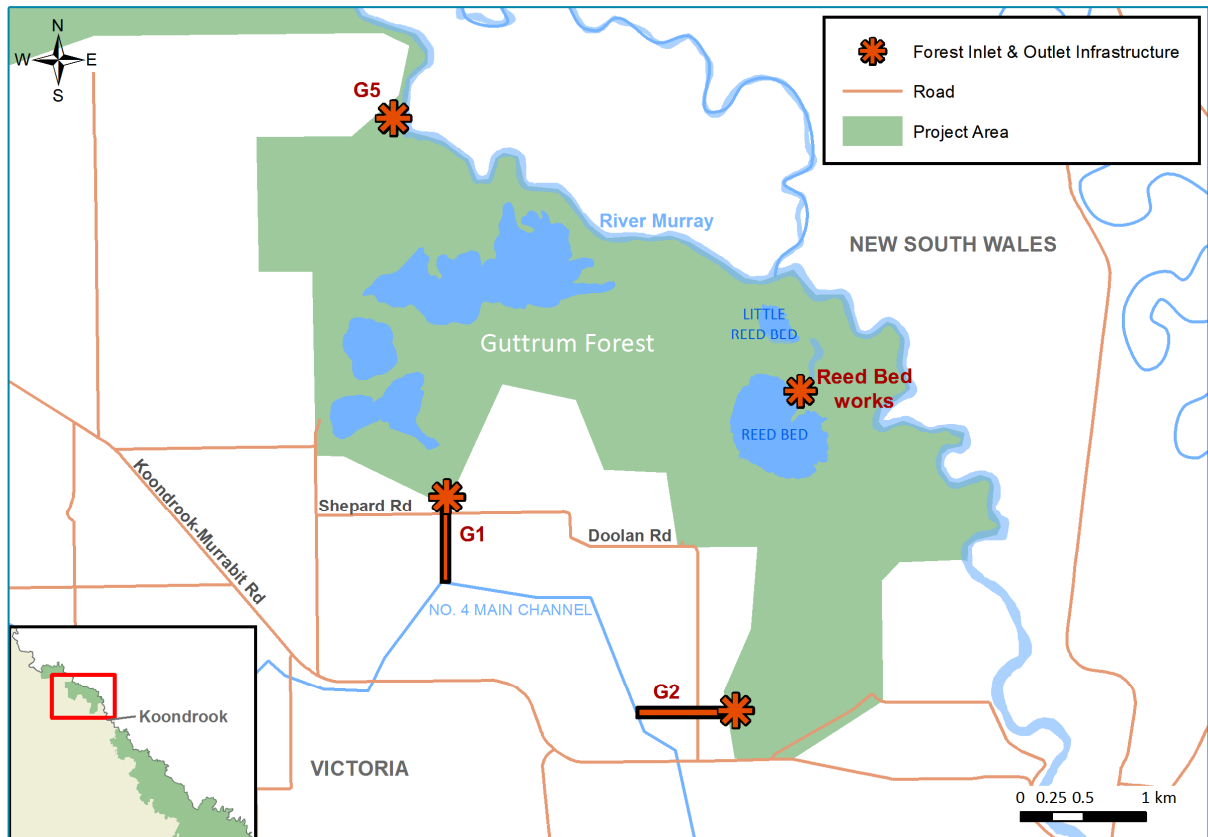 N
W E
S
G5
Forest Inlet & Outlet Infrastructure
Road
Project Area
River Murray
NEW SOUTH WALES
LITTLE
REED BED
Guttrum Forest
Reed Bed
works
REED BED
Koondrook-Murrabit Rd
Shepard Rd
G1
Doolan Rd
NO. 4 MAIN CHANNEL
G2
Koondrook
VICTORIA
0 0.25 0.5 1 km